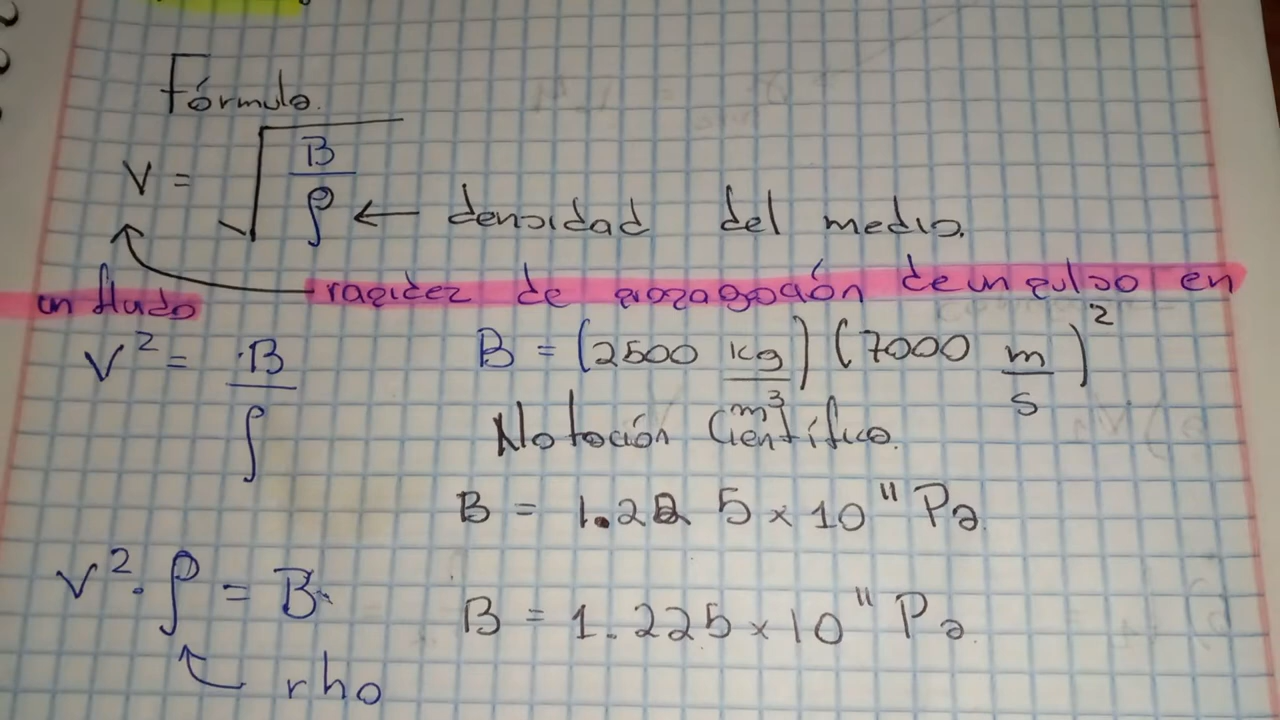 Fórmula.
V = √ B / ρ ← densidad del medio.
rapidez de propagación de un pulso en
un fluido
V² = B / ρ
B = (2500 kg/m³) (7000 m/s)²
Notación Científica.
B = 1.225 x 10¹¹ Pa.
V² · ρ = B
B = 1.225 x 10¹¹ Pa.
rho